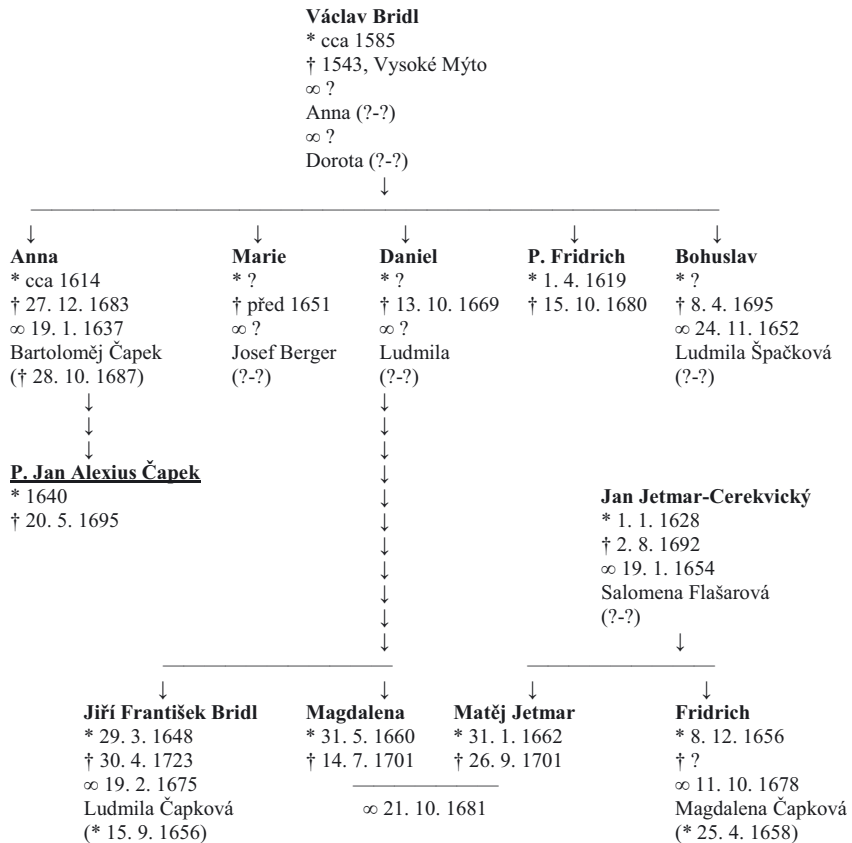 Václav Bridl
* cca 1585
† 1543, Vysoké Mýto
∞ ?
Anna (?-?)
∞ ?
Dorota (?-?)
↓
↓ ↓ ↓ ↓ ↓
Anna
* cca 1614
† 27. 12. 1683
∞ 19. 1. 1637
Bartoloměj Čapek
(† 28. 10. 1687)
Marie
* ?
† před 1651
∞ ?
Josef Berger
(?-?)
Daniel
* ?
† 13. 10. 1669
∞ ?
Ludmila
(?-?)
P. Fridrich
* 1. 4. 1619
† 15. 10. 1680
Bohuslav
* ?
† 8. 4. 1695
∞ 24. 11. 1652
Ludmila Špačková
(?-?)
P. Jan Alexius Čapek
* 1640
† 20. 5. 1695
Jan Jetmar-Cerekvický
* 1. 1. 1628
† 2. 8. 1692
∞ 19. 1. 1654
Salomena Flašarová
(?-?)
Jiří František Bridl
* 29. 3. 1648
† 30. 4. 1723
∞ 19. 2. 1675
Ludmila Čapková
(* 15. 9. 1656)
Magdalena
* 31. 5. 1660
† 14. 7. 1701
Matěj Jetmar
* 31. 1. 1662
† 26. 9. 1701
∞ 21. 10. 1681
Fridrich
* 8. 12. 1656
† ?
∞ 11. 10. 1678
Magdalena Čapková
(* 25. 4. 1658)